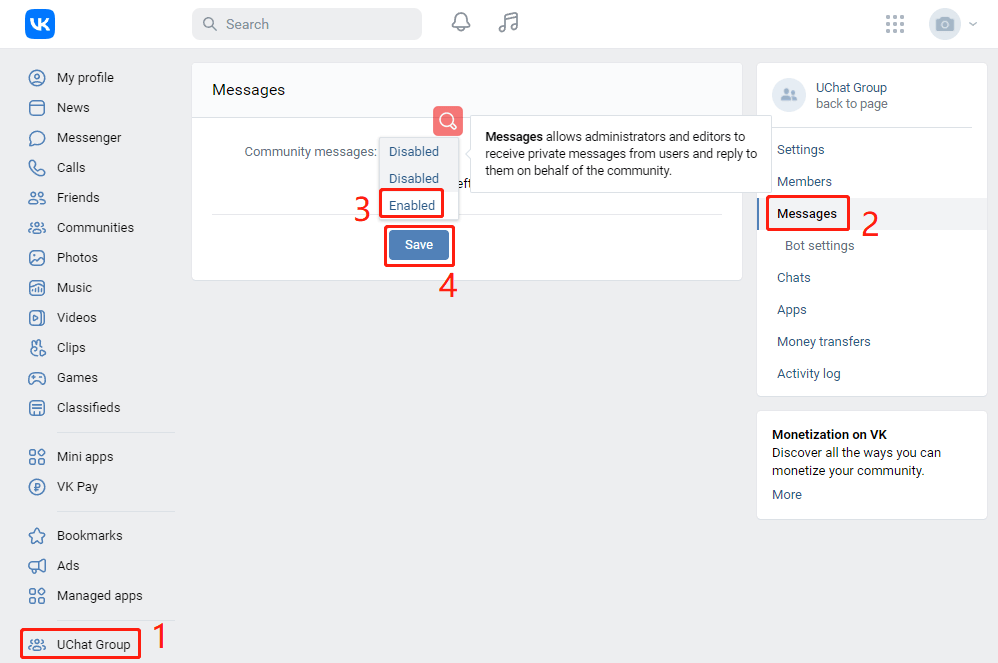 VK
Search
My profile
News
Messenger
Calls
Friends
Communities
Photos
Music
Videos
Clips
Games
Classifieds
Mini apps
VK Pay
Bookmarks
Ads
Managed apps
UChat Group
1
Messages
Community messages:
Disabled
Disabled
Enabled
3
Save
4
Messages allows administrators and editors to
receive private messages from users and reply to
them on behalf of the community.
UChat Group
back to page
Settings
Members
Messages
2
Bot settings
Chats
Apps
Money transfers
Activity log
Monetization on VK
Discover all the ways you can
monetize your community.
More